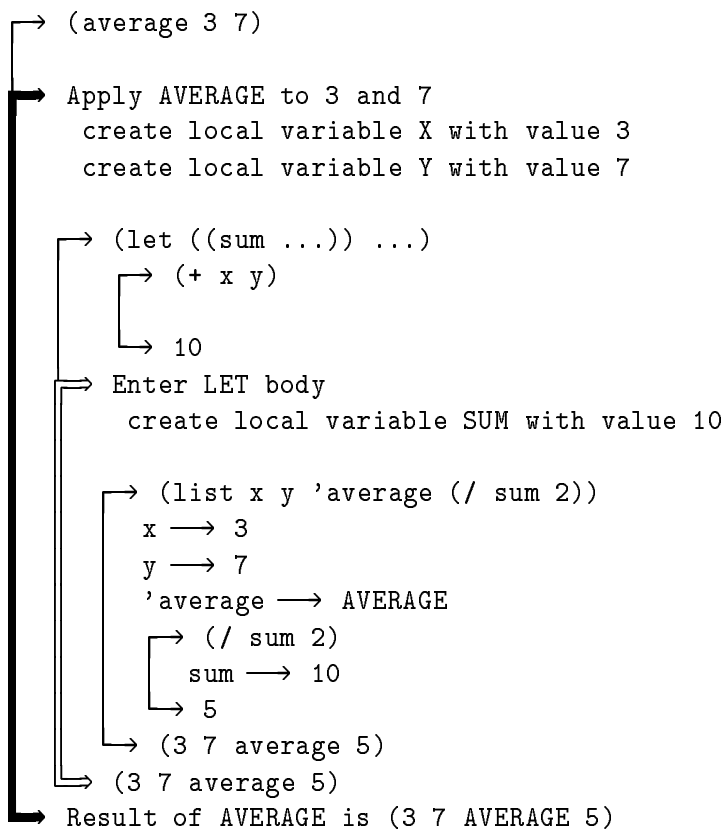 (average 3 7)
Apply AVERAGE to 3 and 7
create local variable X with value 3
create local variable Y with value 7
(let ((sum ...)) ...)
(+ x y)
10
Enter LET body
create local variable SUM with value 10
(list x y 'average (/ sum 2))
x ⟶ 3
y ⟶ 7
'average ⟶ AVERAGE
(/ sum 2)
sum ⟶ 10
5
(3 7 average 5)
(3 7 average 5)
Result of AVERAGE is (3 7 AVERAGE 5)